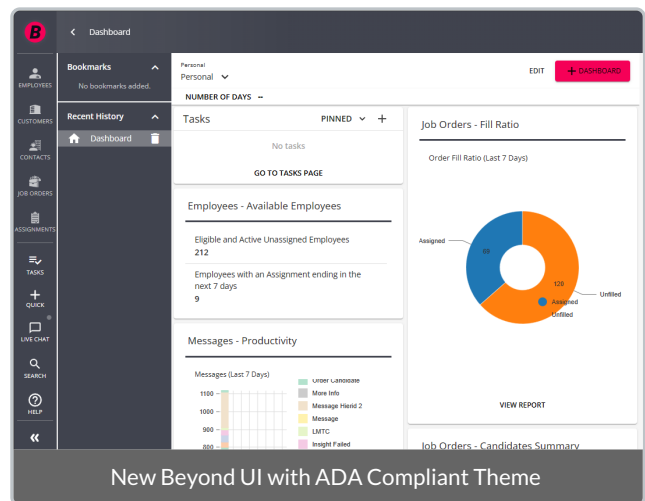 B
Dashboard
EMPLOYEES
CUSTOMERS
CONTACTS
JOB ORDERS
ASSIGNMENTS
TASKS
QUICK
LIVE CHAT
SEARCH
HELP
Bookmarks
No bookmarks added.
Recent History
Dashboard
Personal
Personal
EDIT
+ DASHBOARD
NUMBER OF DAYS --
Tasks
PINNED
No tasks
GO TO TASKS PAGE
Employees - Available Employees
Eligible and Active Unassigned Employees
212
Employees with an Assignment ending in the
next 7 days
9
Messages - Productivity
Messages (Last 7 Days)
1100
1000
900
800
Order Candidate
More Info
Message Hierid 2
Message
LMTC
Insight Failed
Job Orders - Fill Ratio
Order Fill Ratio (Last 7 Days)
Assigned
Unfilled
Assigned
Unfilled
VIEW REPORT
Job Orders - Candidates Summary
New Beyond UI with ADA Compliant Theme